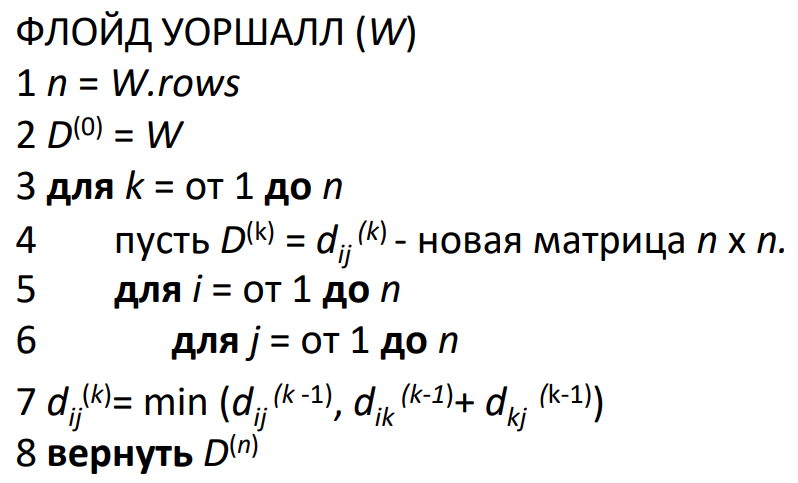 ФЛОЙД УОРШАЛЛ (W)
1 n = W.rows
2 D(0) = W
3 для k = от 1 до n
4 пусть D(k) = dij (k) - новая матрица n x n.
5 для i = от 1 до n
6 для j = от 1 до n
7 dij(k)= min (dij (k -1), dik (k-1)+ dkj (k-1))
8 вернуть D(n)